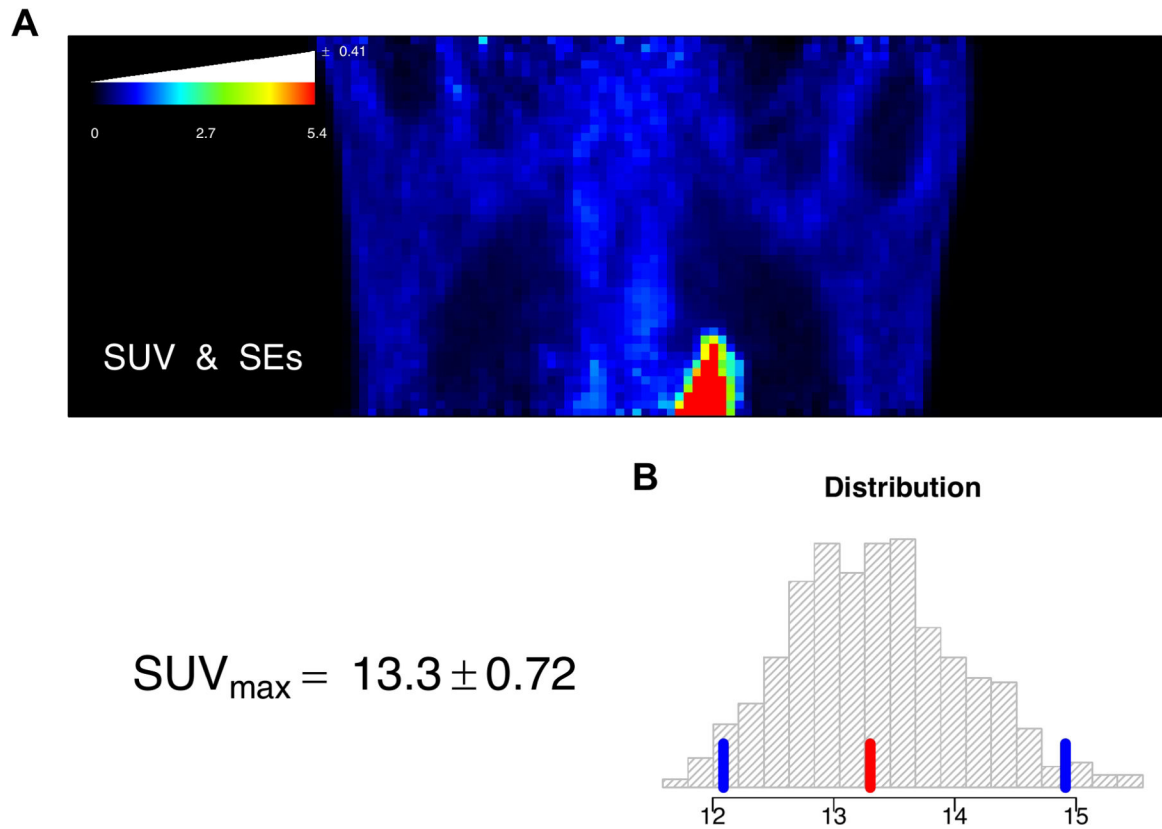 A
± 0.41
0 2.7 5.4
SUV & SEs
B
Distribution
SUVmax = 13.3 ± 0.72
12 13 14 15